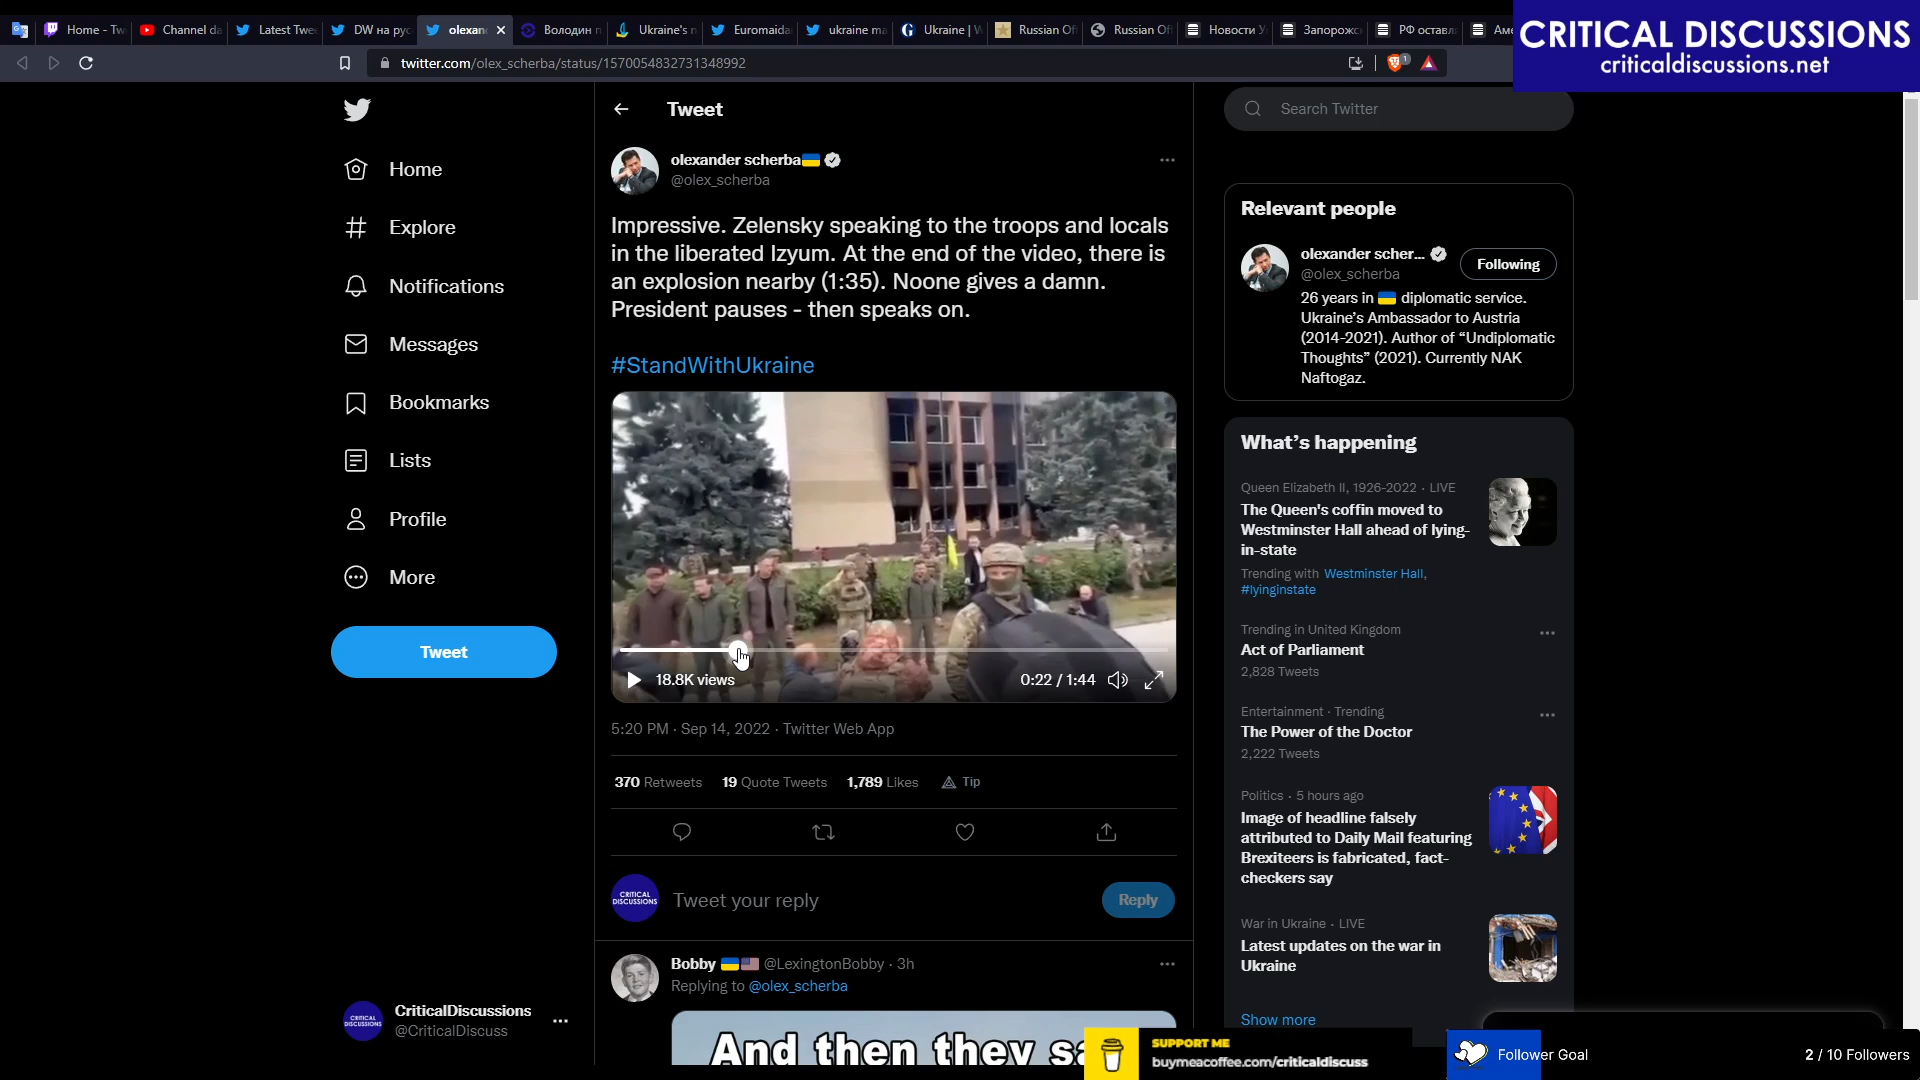 Home - Tw
Channel da
Latest Twee
DW на рус
olexan
Володин п
Ukraine's n
Euromaida
ukraine ma
Ukraine | W
Russian Of
Russian Of
Новости У
Запорожс
РФ оставл
Аме
CRITICAL DISCUSSIONS
criticaldiscussions.net
twitter.com/olex_scherba/status/1570054832731348992
1
Home
Explore
Notifications
Messages
Bookmarks
Lists
Profile
More
Tweet
CRITICAL
DISCUSSIONS
CriticalDiscussions
@CriticalDiscuss
Tweet
olexander scherba
@olex_scherba
Impressive. Zelensky speaking to the troops and locals
in the liberated Izyum. At the end of the video, there is
an explosion nearby (1:35). Noone gives a damn.
President pauses - then speaks on.
#StandWithUkraine
18.8K views
0:22 / 1:44
5:20 PM · Sep 14, 2022 · Twitter Web App
370 Retweets 19 Quote Tweets 1,789 Likes Tip
CRITICAL
DISCUSSIONS
Tweet your reply
Reply
Bobby @LexingtonBobby · 3h
Replying to @olex_scherba
And then they sa
Search Twitter
Relevant people
olexander scher...
@olex_scherba
Following
26 years in diplomatic service.
Ukraine's Ambassador to Austria
(2014-2021). Author of “Undiplomatic
Thoughts” (2021). Currently NAK
Naftogaz.
What's happening
Queen Elizabeth II, 1926-2022 · LIVE
The Queen's coffin moved to
Westminster Hall ahead of lying-
in-state
Trending with Westminster Hall,
#lyinginstate
Trending in United Kingdom
Act of Parliament
2,828 Tweets
Entertainment · Trending
The Power of the Doctor
2,222 Tweets
Politics · 5 hours ago
Image of headline falsely
attributed to Daily Mail featuring
Brexiteers is fabricated, fact-
checkers say
War in Ukraine · LIVE
Latest updates on the war in
Ukraine
Show more
SUPPORT ME
buymeacoffee.com/criticaldiscuss
Follower Goal
2 / 10 Followers